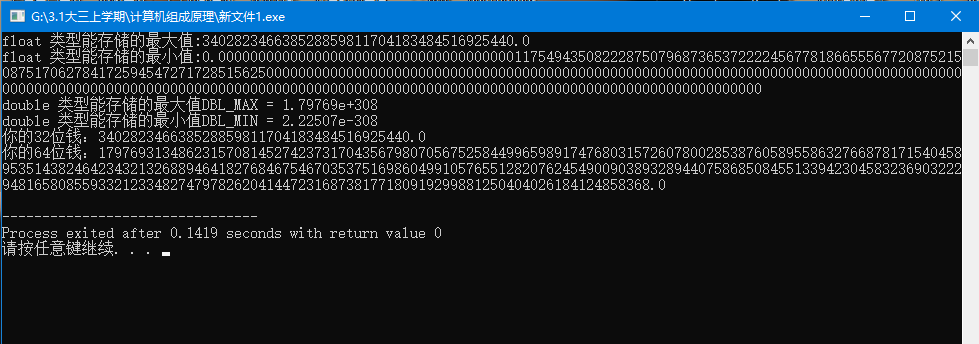 G:\3.1大三上学期\计算机组成原理\新文件1.exe
float 类型能存储的最大值:340282346638528859811704183484516925440.0
float 类型能存储的最小值:0.000000000000000000000000000000000000011754943508222875079687365372222456778186655567720875215
087517062784172594547271728515625000000000000000000000000000000000000000000000000000000000000000000000000000000000000000
00000000000000000000000000000000000000000000000000000000000000000000000000000000000000000000000
double 类型能存储的最大值DBL_MAX = 1.79769e+308
double 类型能存储的最小值DBL_MIN = 2.22507e-308
你的32位钱：340282346638528859811704183484516925440.0
你的64位钱：179769313486231570814527423731704356798070567525844996598917476803157260780028538760589558632766878171540458
9535143824642343213268894641827684675467035375169860499105765512820762454900903893289444075868508455133942304583236903222
94816580855933212334774797826204144723168738177180919299881250404026184124858368.0
--------------------------------
Process exited after 0.1419 seconds with return value 0
请按任意键继续. . .